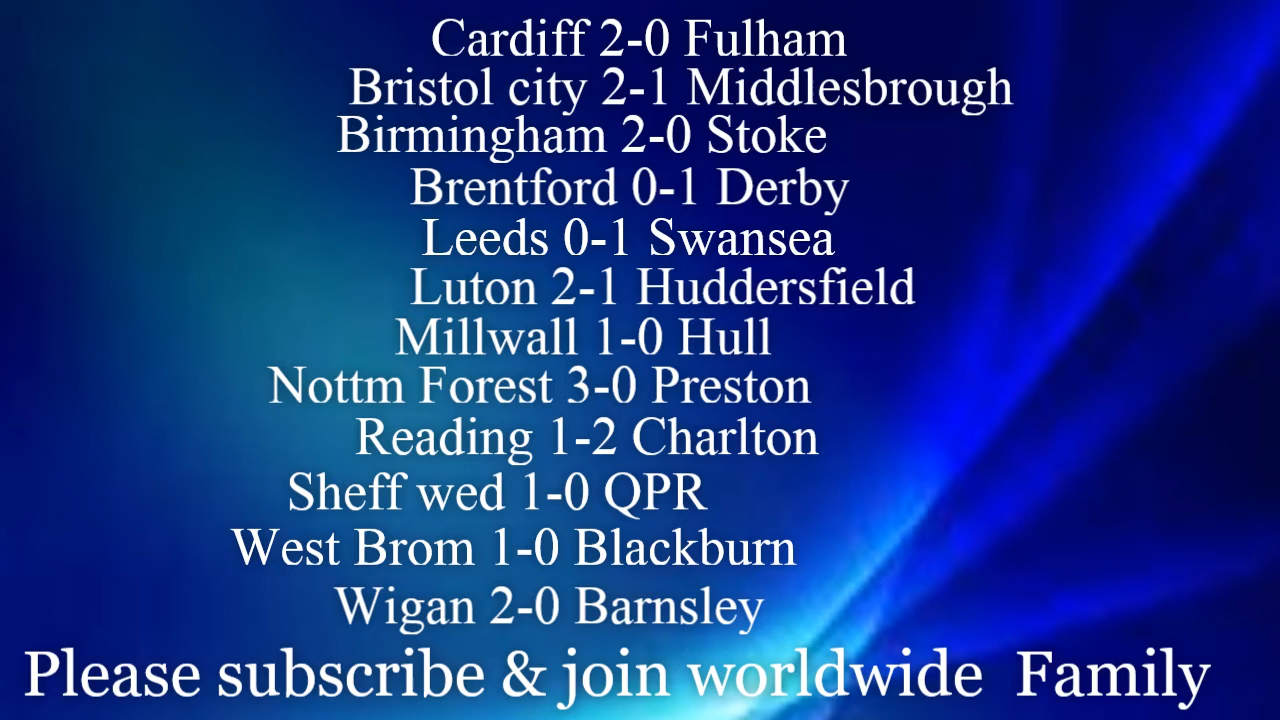 Cardiff 2-0 Fulham
Bristol city 2-1 Middlesbrough
Birmingham 2-0 Stoke
Brentford 0-1 Derby
Leeds 0-1 Swansea
Luton 2-1 Huddersfield
Millwall 1-0 Hull
Nottm Forest 3-0 Preston
Reading 1-2 Charlton
Sheff wed 1-0 QPR
West Brom 1-0 Blackburn
Wigan 2-0 Barnsley
Please subscribe & join worldwide Family